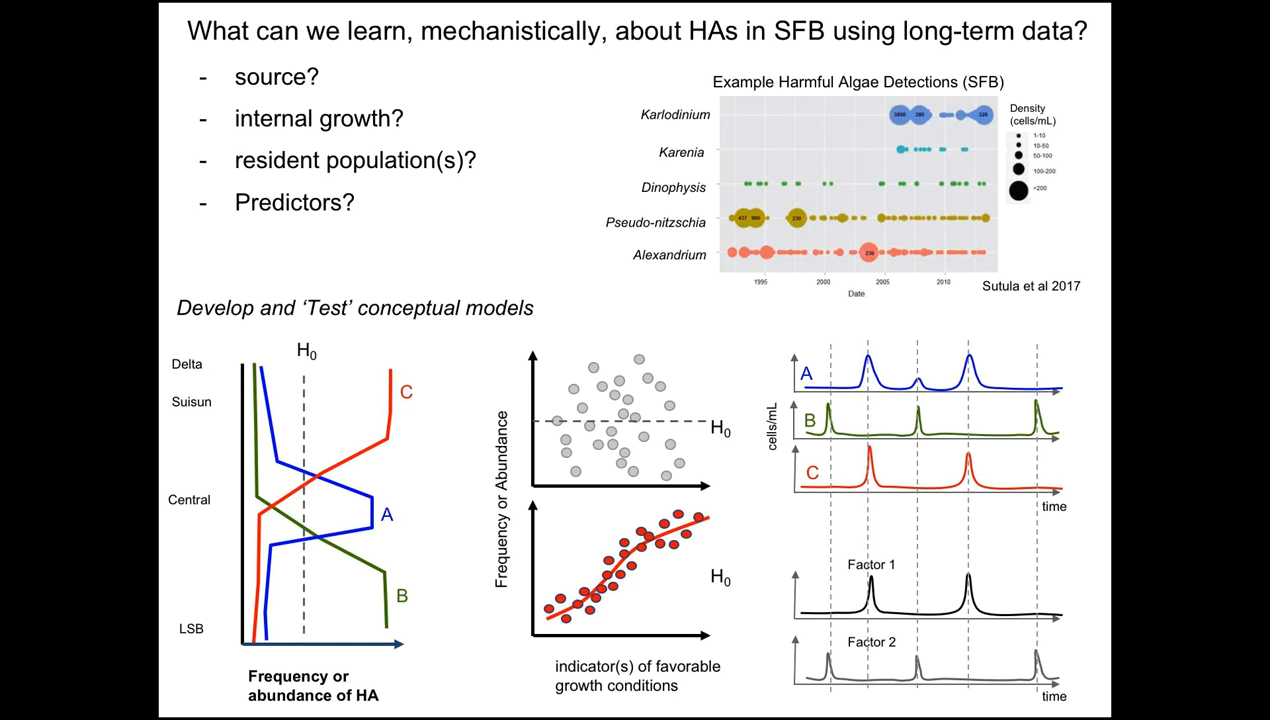 What can we learn, mechanistically, about HAs in SFB using long-term data?
- source?
- internal growth?
- resident population(s)?
- Predictors?
Example Harmful Algae Detections (SFB)
Karlodinium
Karenia
Dinophysis
Pseudo-nitzschia
Alexandrium
280
320
437
230
1995
2000
2005
2010
Date
Density
(cells/mL)
1-10
10-50
50-100
100-200
>200
Sutula et al 2017
Develop and ‘Test’ conceptual models
H0
Delta
Suisun
Central
LSB
C
A
B
Frequency or
abundance of HA
Frequency or Abundance
H0
H0
indicator(s) of favorable
growth conditions
cells/mL
A
B
C
time
Factor 1
Factor 2
time